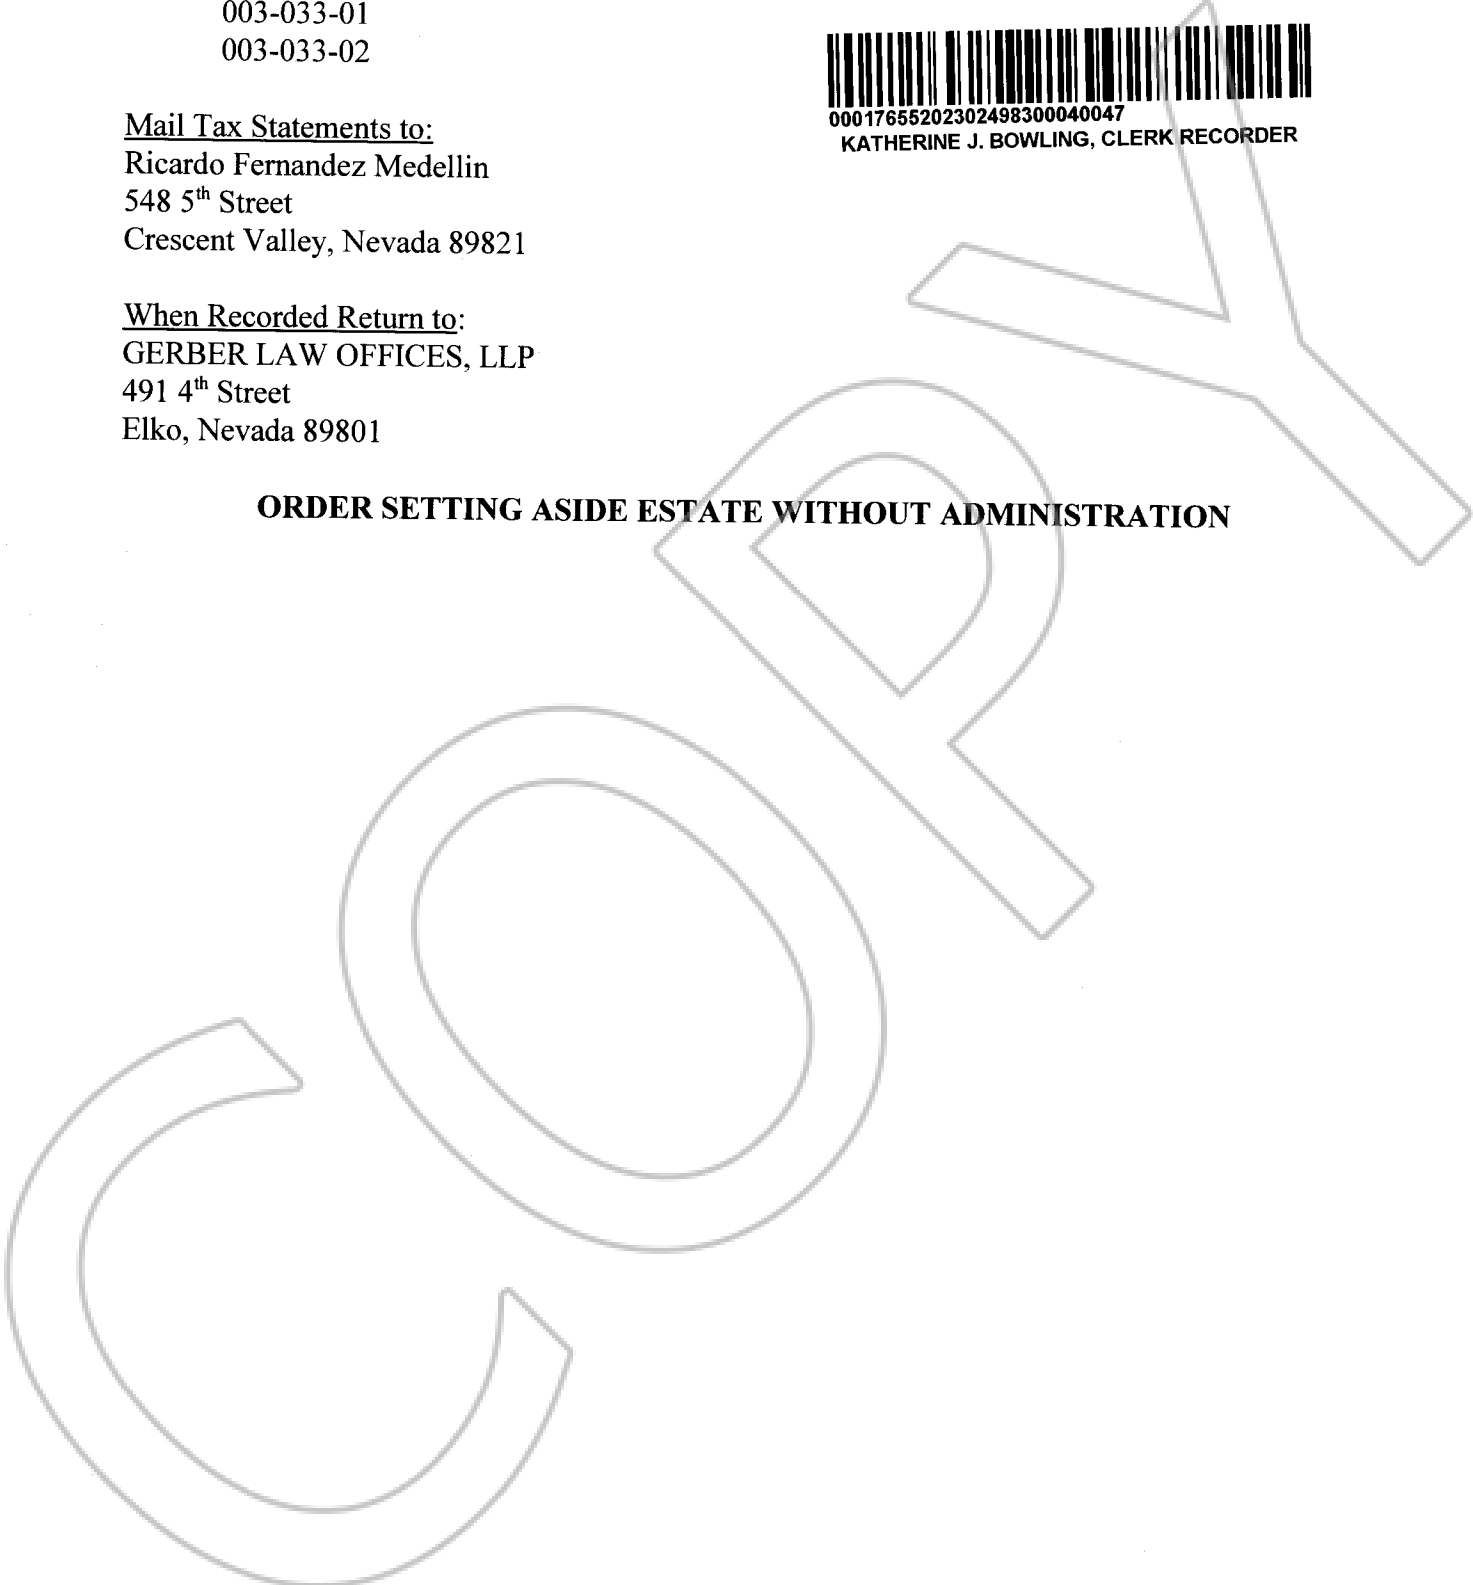 003-033-01
003-033-02
00017655202302498300040047
KATHERINE J. BOWLING, CLERK RECORDER
Mail Tax Statements to:
Ricardo Fernandez Medellin
548 5th Street
Crescent Valley, Nevada 89821
When Recorded Return to:
GERBER LAW OFFICES, LLP
491 4th Street
Elko, Nevada 89801
ORDER SETTING ASIDE ESTATE WITHOUT ADMINISTRATION
COPY